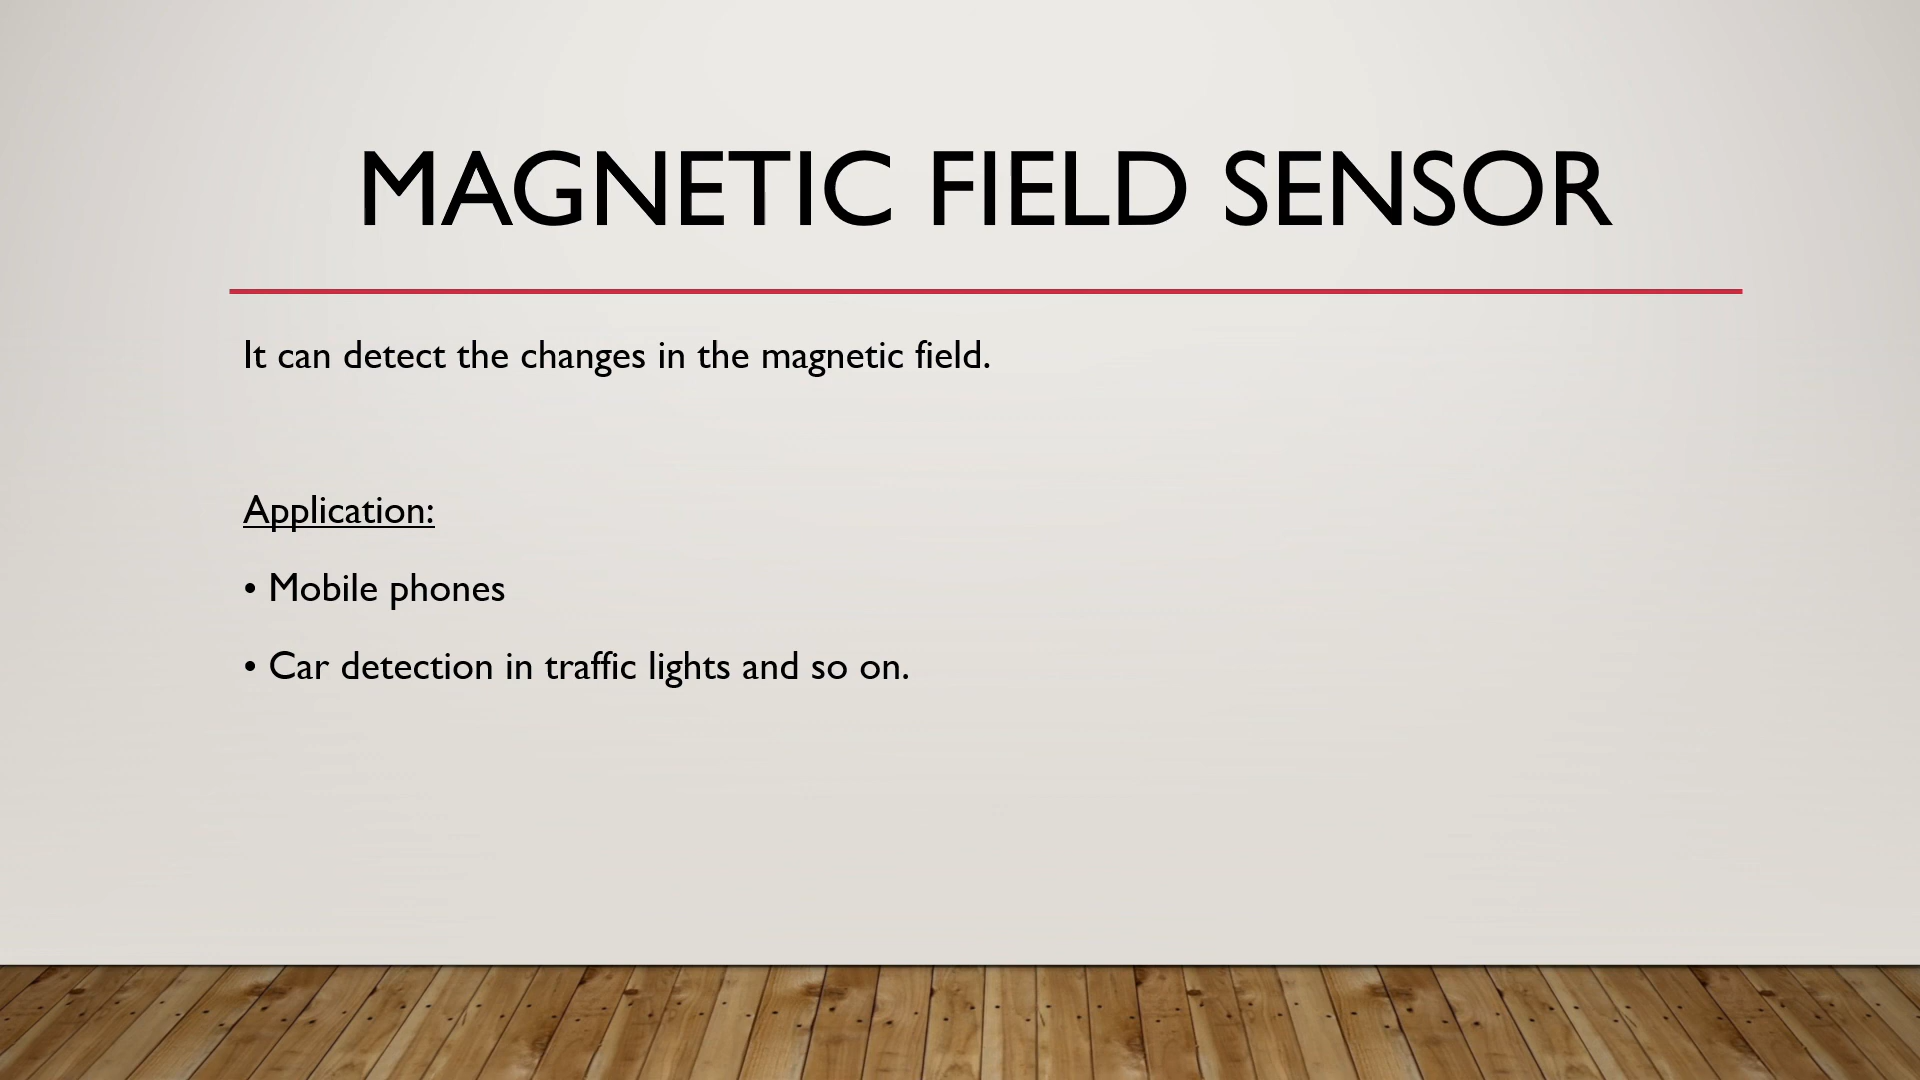 MAGNETIC FIELD SENSOR
It can detect the changes in the magnetic field.
Application:
• Mobile phones
• Car detection in traffic lights and so on.